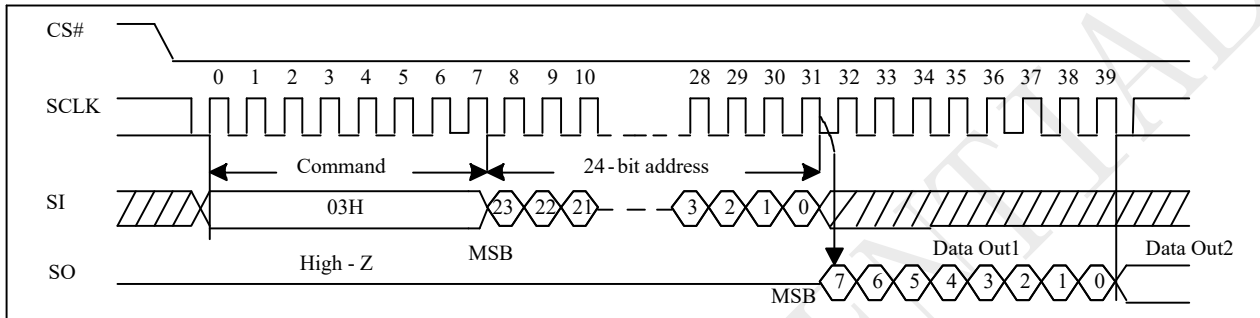 CS#
0 1 2 3 4 5 6 7 8 9 10 28 29 30 31 32 33 34 35 36 37 38 39
SCLK
Command 24-bit address
SI 03H 23 22 21 3 2 1 0
MSB Data Out1 Data Out2
High - Z
SO MSB 7 6 5 4 3 2 1 0